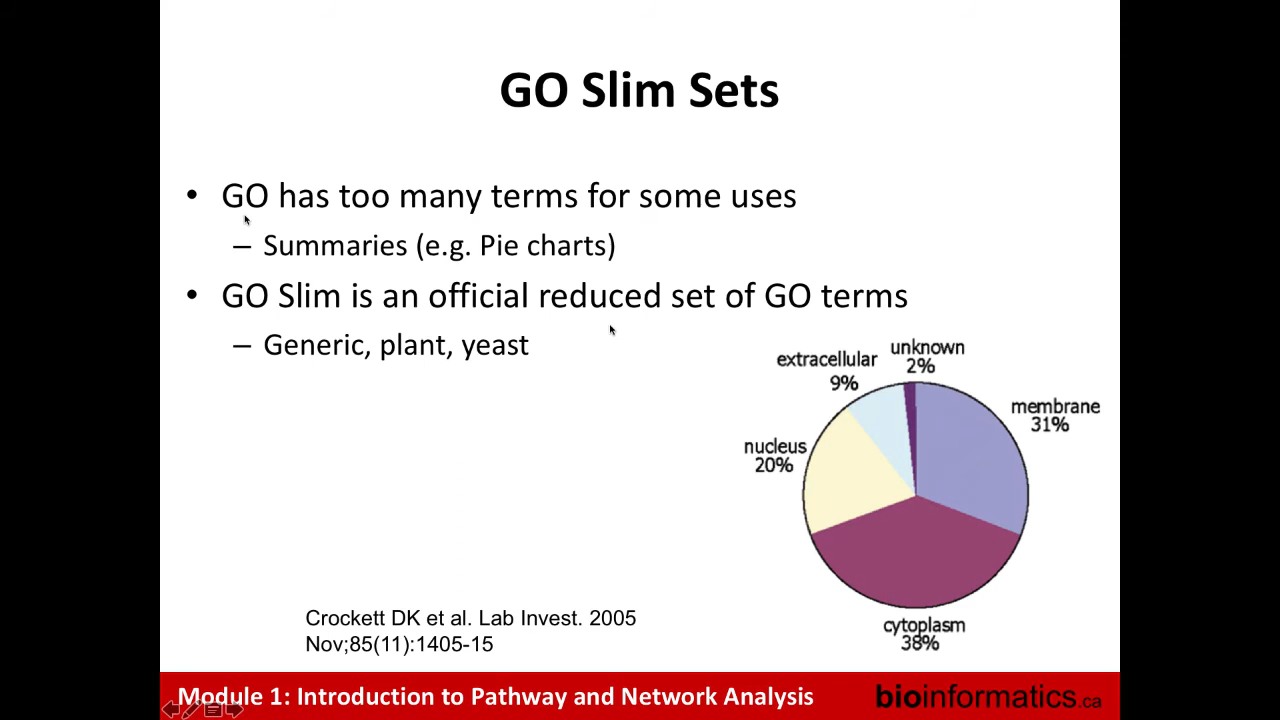 GO Slim Sets
• GO has too many terms for some uses
– Summaries (e.g. Pie charts)
• GO Slim is an official reduced set of GO terms
– Generic, plant, yeast
unknown
2%
extracellular
9%
membrane
31%
nucleus
20%
cytoplasm
38%
Crockett DK et al. Lab Invest. 2005
Nov;85(11):1405-15
Module 1: Introduction to Pathway and Network Analysis
bioinformatics.ca